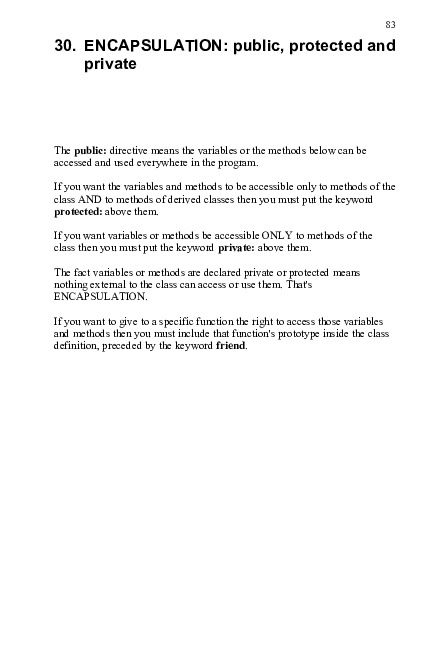 83
30. ENCAPSULATION: public, protected and
private
The public: directive means the variables or the methods below can be
accessed and used everywhere in the program.
If you want the variables and methods to be accessible only to methods of the
class AND to methods of derived classes then you must put the keyword
protected: above them.
If you want variables or methods be accessible ONLY to methods of the
class then you must put the keyword private: above them.
The fact variables or methods are declared private or protected means
nothing external to the class can access or use them. That's
ENCAPSULATION.
If you want to give to a specific function the right to access those variables
and methods then you must include that function's prototype inside the class
definition, preceded by the keyword friend.